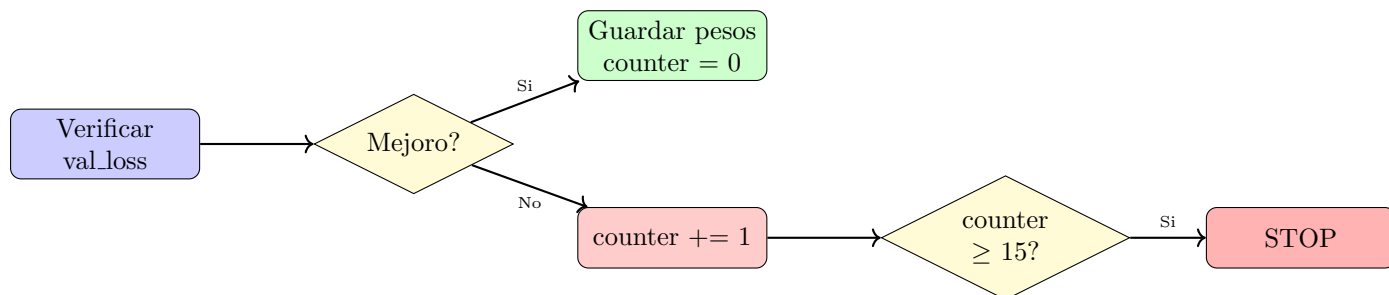 Guardar pesos
counter = 0
Si
Verificar
val_loss
Mejoro?
No
counter += 1
counter
≥ 15?
Si
STOP